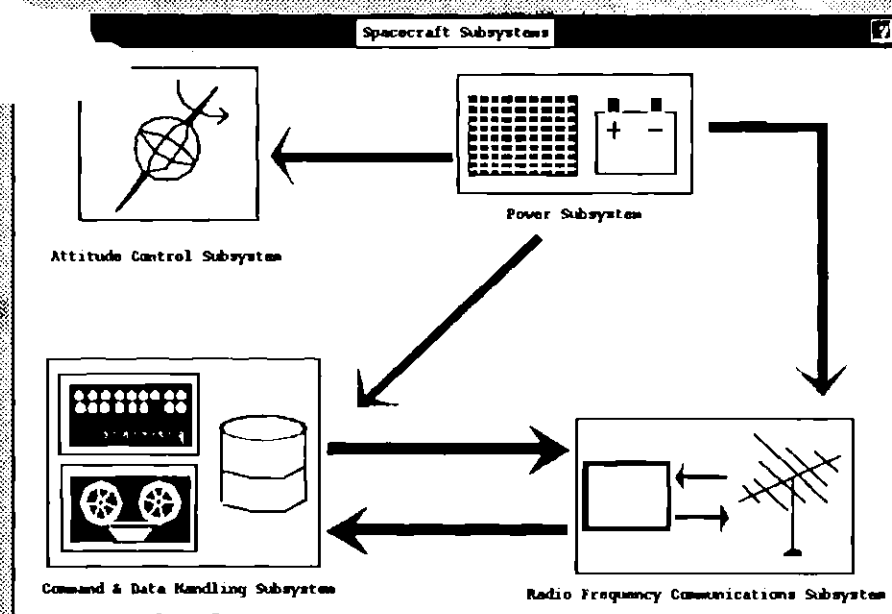 Spacecraft Subsystems
?
+ -
Power Subsystem
Attitude Control Subsystem
Command & Data Handling Subsystem
Radio Frequency Communications Subsystem